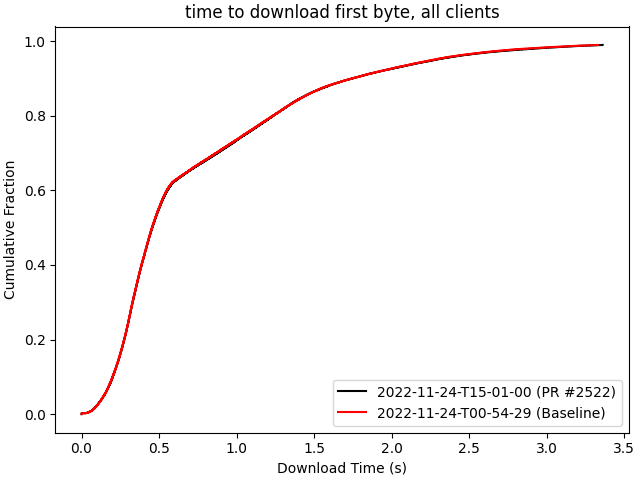 time to download first byte, all clients
Cumulative Fraction
1.0
0.8
0.6
0.4
0.2
0.0
2022-11-24-T15-01-00 (PR #2522)
2022-11-24-T00-54-29 (Baseline)
0.0 0.5 1.0 1.5 2.0 2.5 3.0 3.5
Download Time (s)